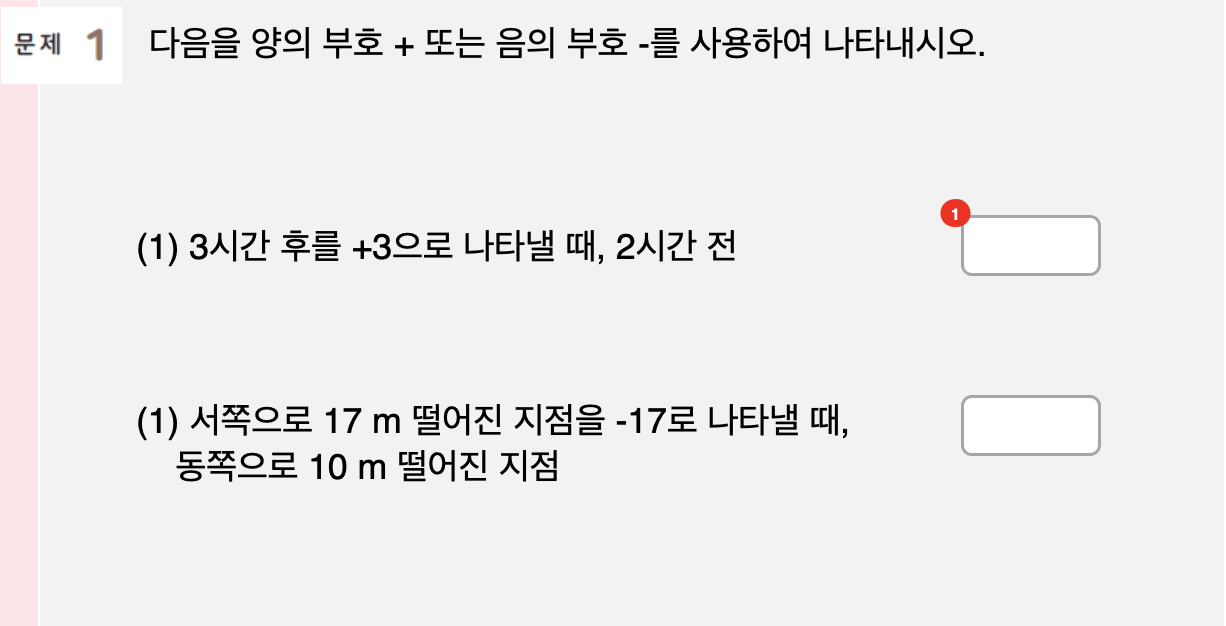 문제 1 다음을 양의 부호 + 또는 음의 부호 -를 사용하여 나타내시오.
1
(1) 3시간 후를 +3으로 나타낼 때, 2시간 전
(1) 서쪽으로 17 m 떨어진 지점을 -17로 나타낼 때,
동쪽으로 10 m 떨어진 지점